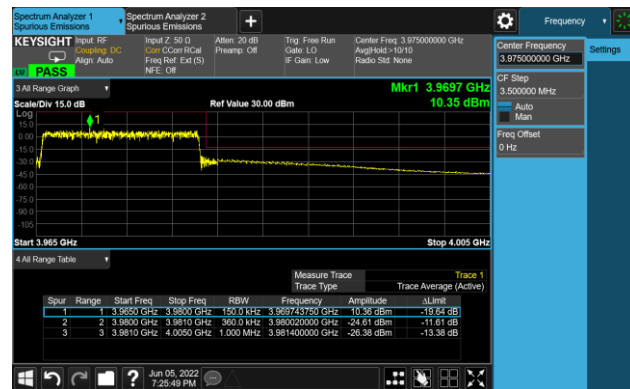 Spectrum Analyzer 1
Spurious Emissions
Spectrum Analyzer 2
Spurious Emissions
+
Frequency
KEYSIGHT
Input: RF
Coupling: DC
Align: Auto
Input Z: 50 Ω
Corr CCorr RCal
Freq Ref: Ext (S)
NFE: Off
Atten: 20 dB
Preamp: Off
Trig: Free Run
Gate: LO
IF Gain: Low
Center Freq: 3.975000000 GHz
Avg|Hold:>10/10
Radio Std: None
PASS
Center Frequency
3.975000000 GHz
Settings
CF Step
3.500000 MHz
Auto
Man
Freq Offset
0 Hz
3 All Range Graph
Mkr1 3.9697 GHz
Scale/Div 15.0 dB
Ref Value 30.00 dBm
10.35 dBm
Log
15.0
0.00
-15.0
-30.0
-45.0
-60.0
-75.0
-90.0
-105
1
Start 3.965 GHz
Stop 4.005 GHz
4 All Range Table
Measure Trace Trace 1
Trace Type Trace Average (Active)
Spur Range Start Freq Stop Freq RBW Frequency Amplitude ΔLimit
1 1 3.9650 GHz 3.9800 GHz 150.0 kHz 3.969743750 GHz 10.36 dBm -19.64 dB
2 2 3.9800 GHz 3.9810 GHz 360.0 kHz 3.980020000 GHz -24.61 dBm -11.61 dB
3 3 3.9810 GHz 4.0050 GHz 1.000 MHz 3.981400000 GHz -26.38 dBm -13.38 dB
?
Jun 05, 2022
7:25:49 PM